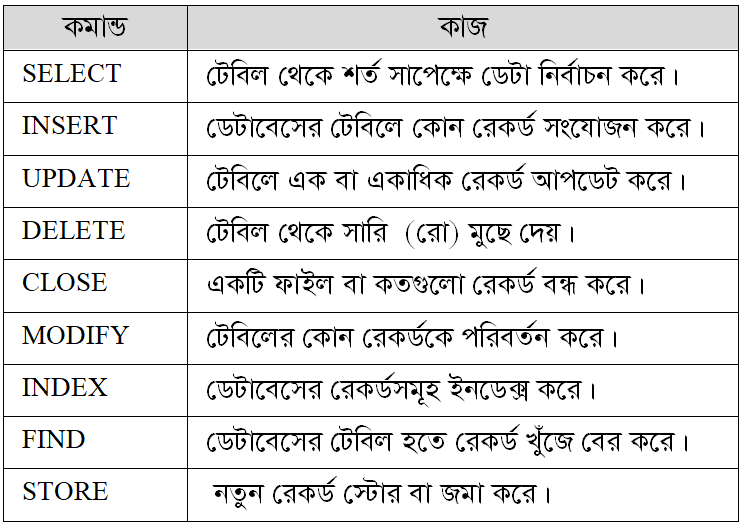 কমান্ড কাজ
SELECT টেবিল থেকে শর্ত সাপেক্ষে ডেটা নির্বাচন করে।
INSERT ডেটাবেসের টেবিলে কোন রেকর্ড সংযোজন করে।
UPDATE টেবিলে এক বা একাধিক রেকর্ড আপডেট করে।
DELETE টেবিল থেকে সারি (রো) মুছে দেয়।
CLOSE একটি ফাইল বা কতগুলো রেকর্ড বন্ধ করে।
MODIFY টেবিলের কোন রেকর্ডকে পরিবর্তন করে।
INDEX ডেটাবেসের রেকর্ডসমূহ ইনডেক্স করে।
FIND ডেটাবেসের টেবিল হতে রেকর্ড খুঁজে বের করে।
STORE নতুন রেকর্ড স্টোর বা জমা করে।